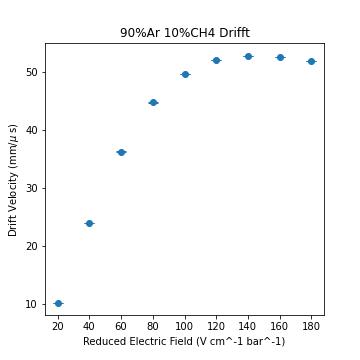 90%Ar 10%CH4 Drifft
Drift Velocity (mm/μ s)
50
40
30
20
10
20 40 60 80 100 120 140 160 180
Reduced Electric Field (V cm^-1 bar^-1)